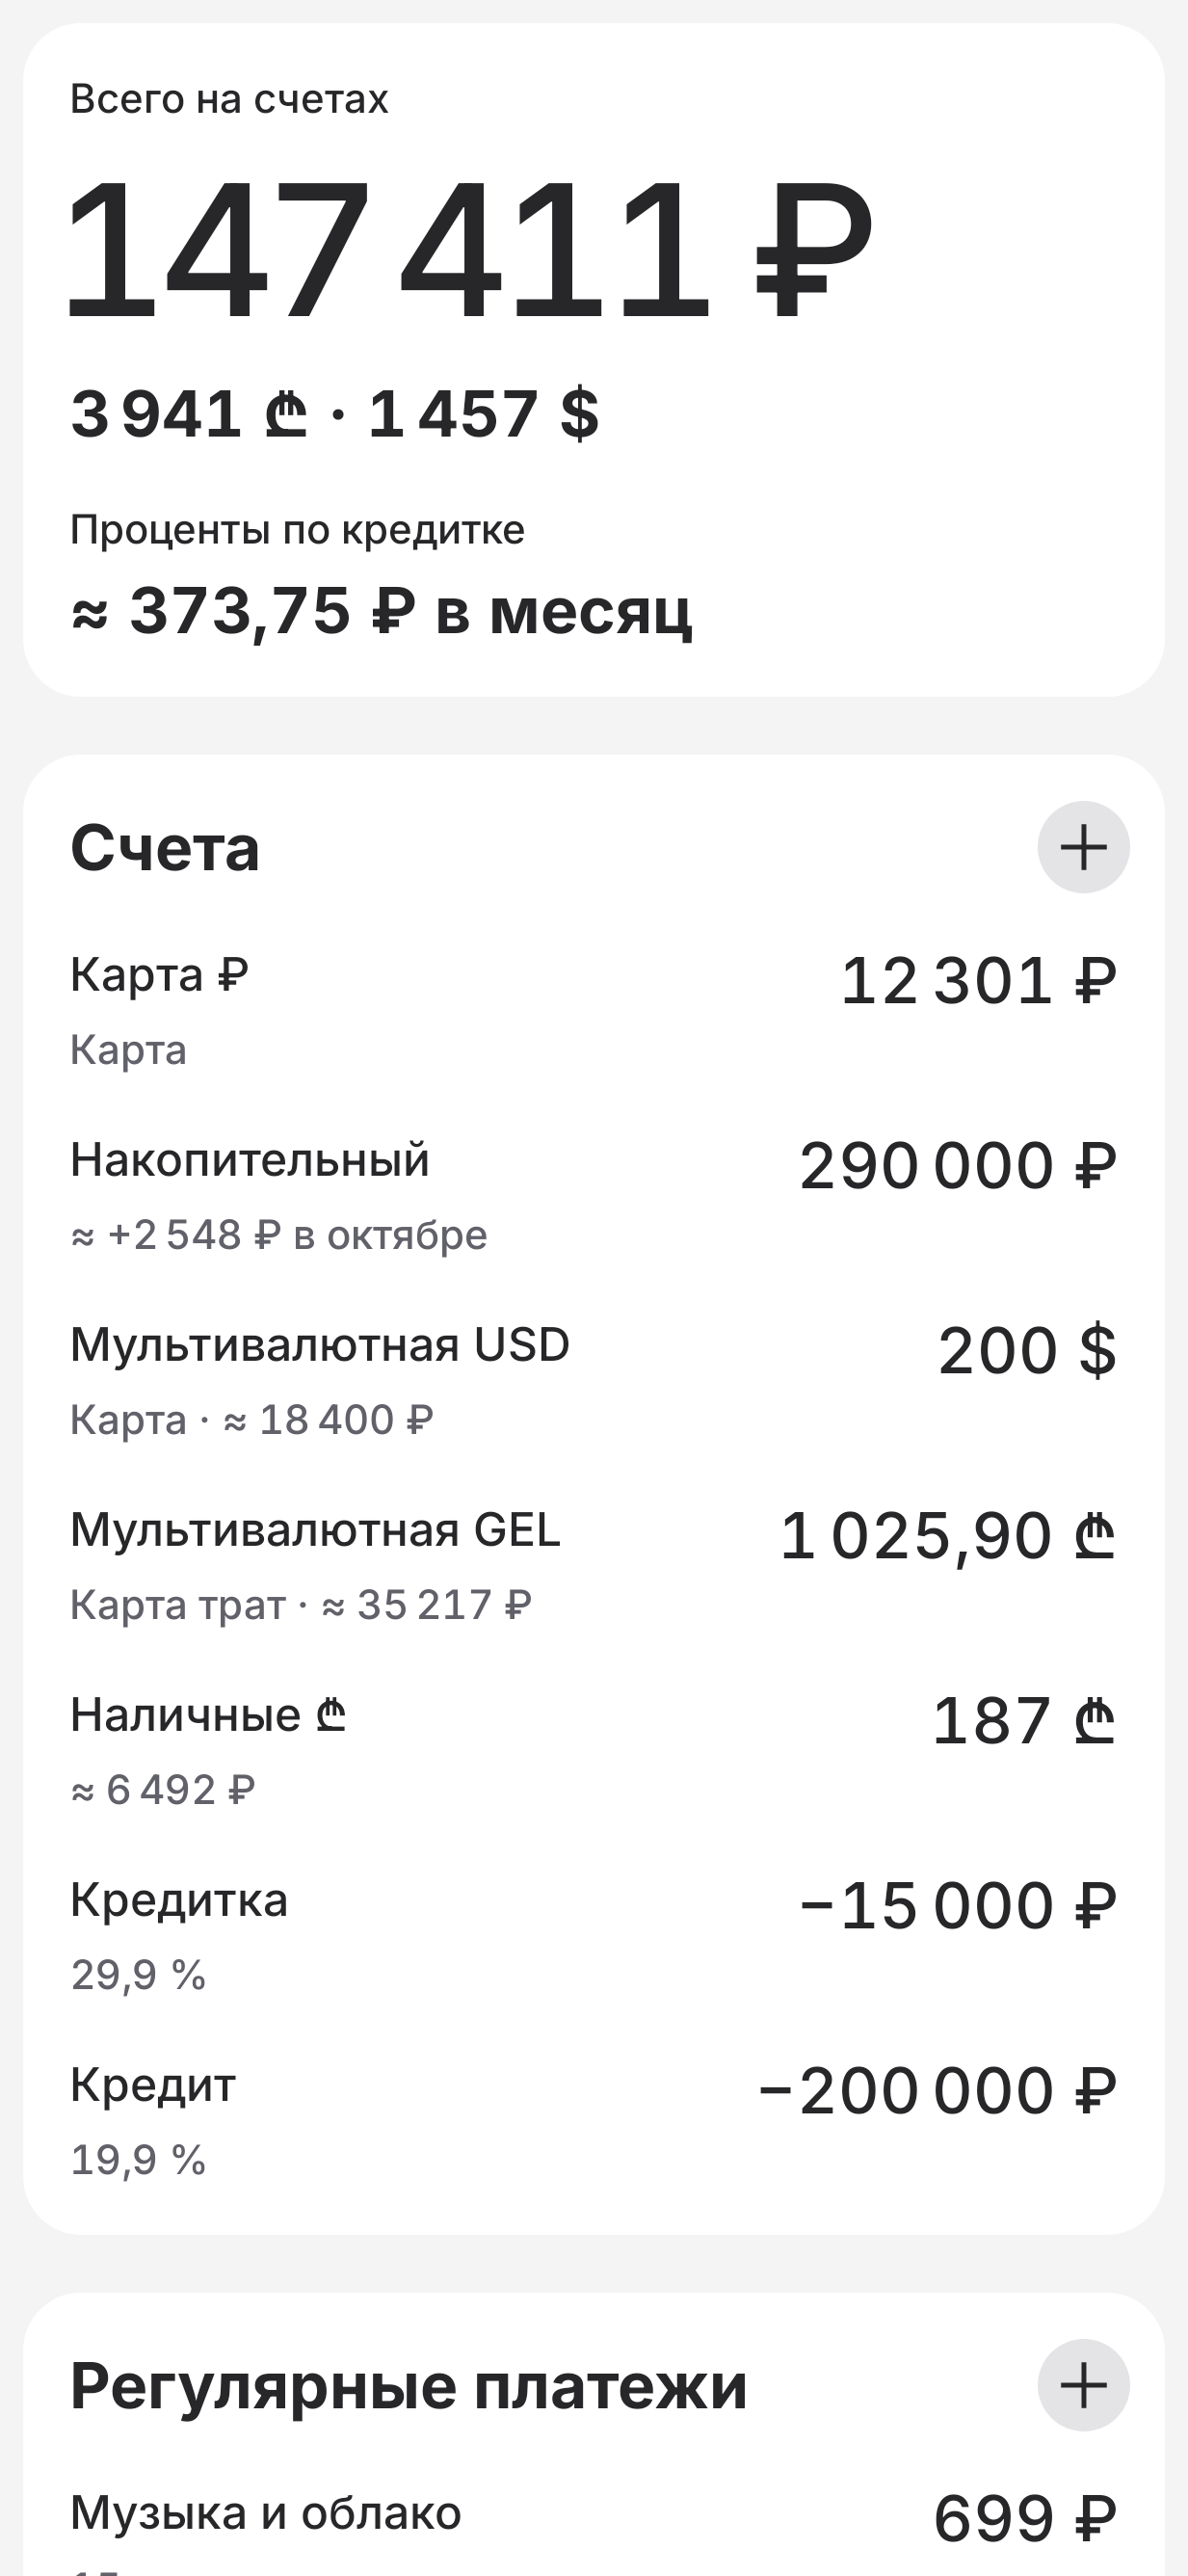 Всего на счетах
147 411 ₽
3 941 ₾ · 1 457 $
Проценты по кредитке
≈ 373,75 ₽ в месяц
Счета
Карта ₽ 12 301 ₽
Карта
Накопительный 290 000 ₽
≈ +2 548 ₽ в октябре
Мультивалютная USD 200 $
Карта · ≈ 18 400 ₽
Мультивалютная GEL 1 025,90 ₾
Карта трат · ≈ 35 217 ₽
Наличные ₾ 187 ₾
≈ 6 492 ₽
Кредитка −15 000 ₽
29,9 %
Кредит −200 000 ₽
19,9 %
Регулярные платежи
Музыка и облако 699 ₽